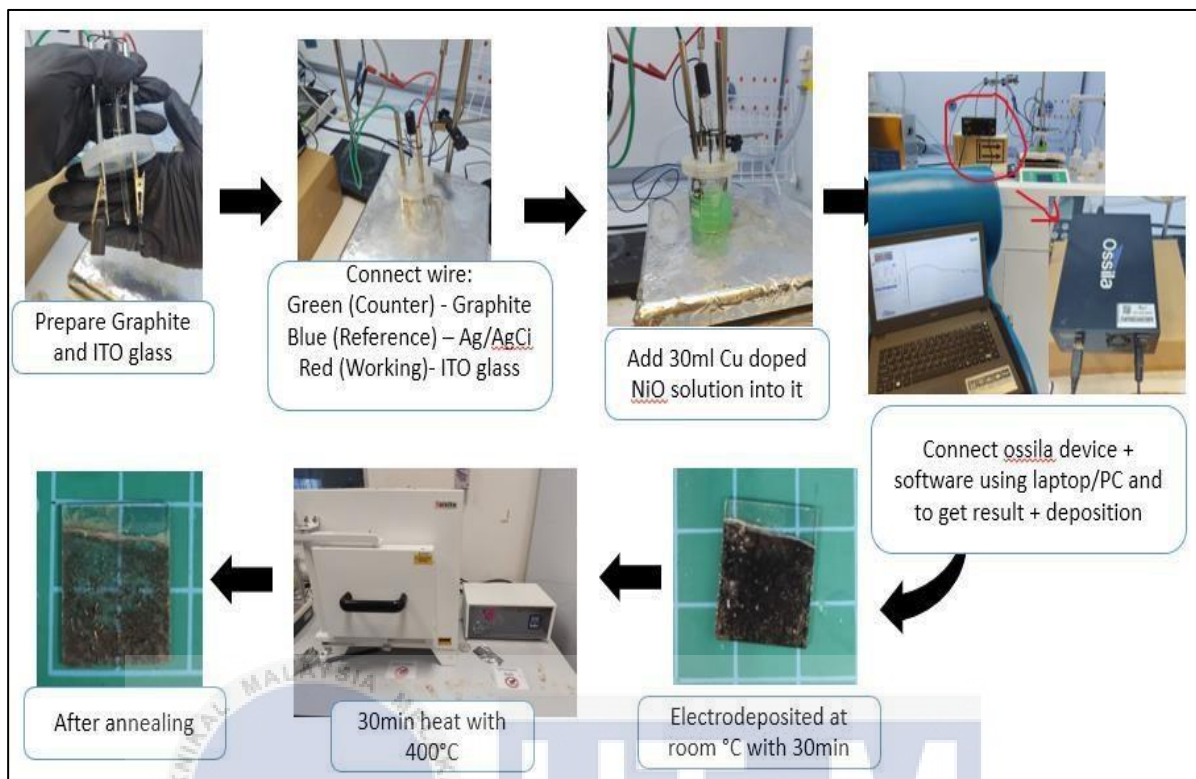 Prepare Graphite
and ITO glass
Connect wire:
Green (Counter) - Graphite
Blue (Reference) – Ag/AgCi
Red (Working)- ITO glass
Add 30ml Cu doped
NiO solution into it
Ossila
Connect ossila device +
software using laptop/PC and
to get result + deposition
Electrodeposited at
room °C with 30min
30min heat with
400°C
After annealing
KNIKAL MALAYSIA M